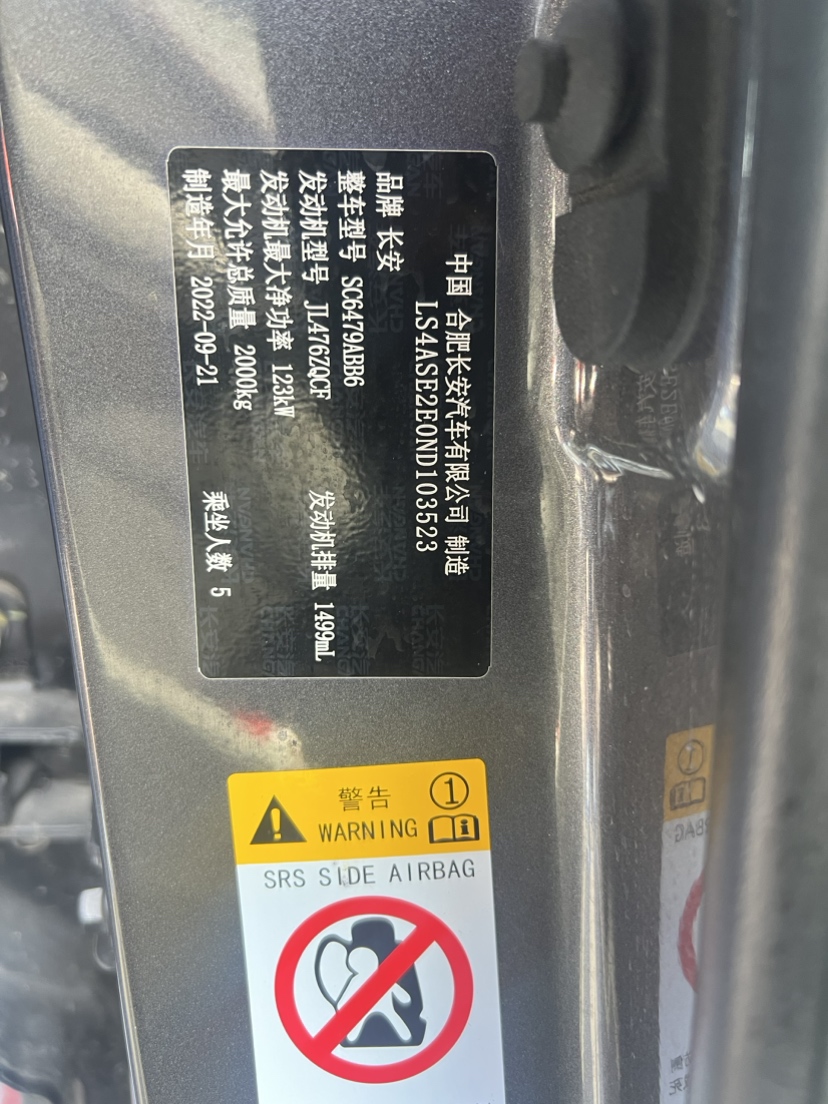 中国 合肥长安汽车有限公司 制造
LS4ASE2E0ND103523
品牌 长安
整车型号 SC6479ABB6
发动机型号 JL476ZQCF 发动机排量 1499mL
发动机最大净功率 123kW
最大允许总质量 2000kg
制造年月 2022-09-21 乘坐人数 5
警告 1
WARNING
SRS SIDE AIRBAG